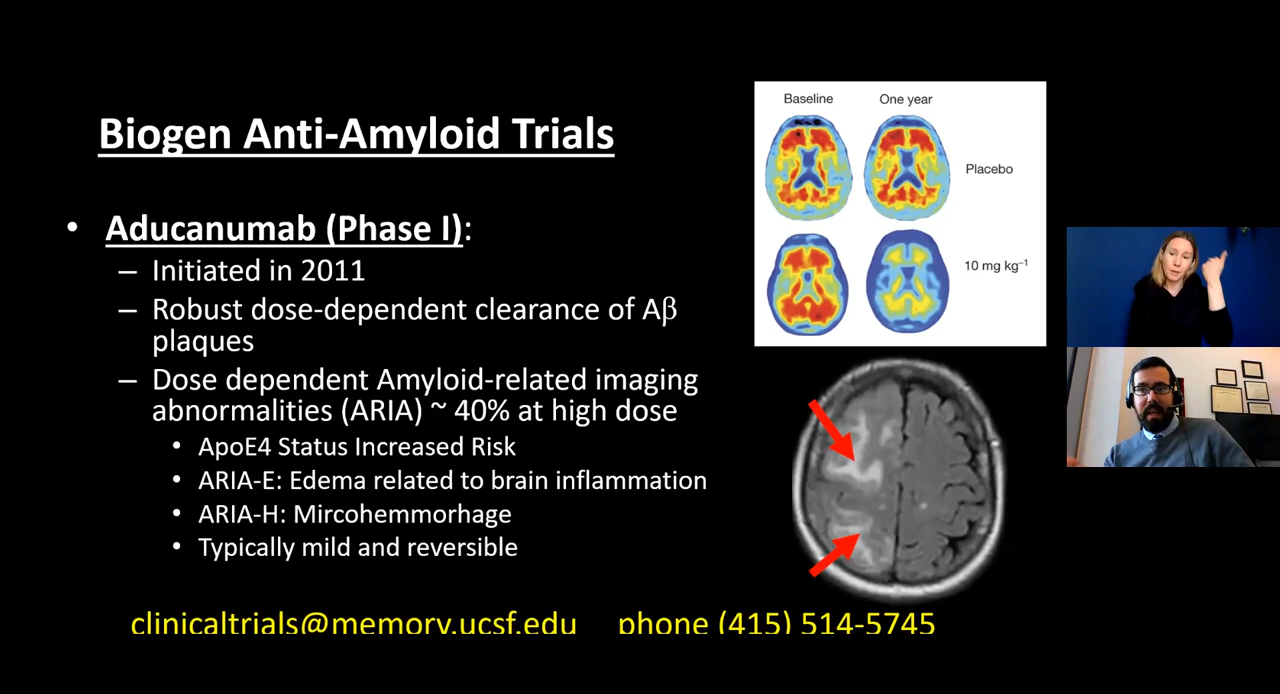 Biogen Anti-Amyloid Trials
• Aducanumab (Phase I):
– Initiated in 2011
– Robust dose-dependent clearance of Aβ
plaques
– Dose dependent Amyloid-related imaging
abnormalities (ARIA) ~ 40% at high dose
• ApoE4 Status Increased Risk
• ARIA-E: Edema related to brain inflammation
• ARIA-H: Mircohemmorhage
• Typically mild and reversible
clinicaltrials@memory.ucsf.edu phone (415) 514-5745
Baseline One year
Placebo
10 mg kg⁻¹